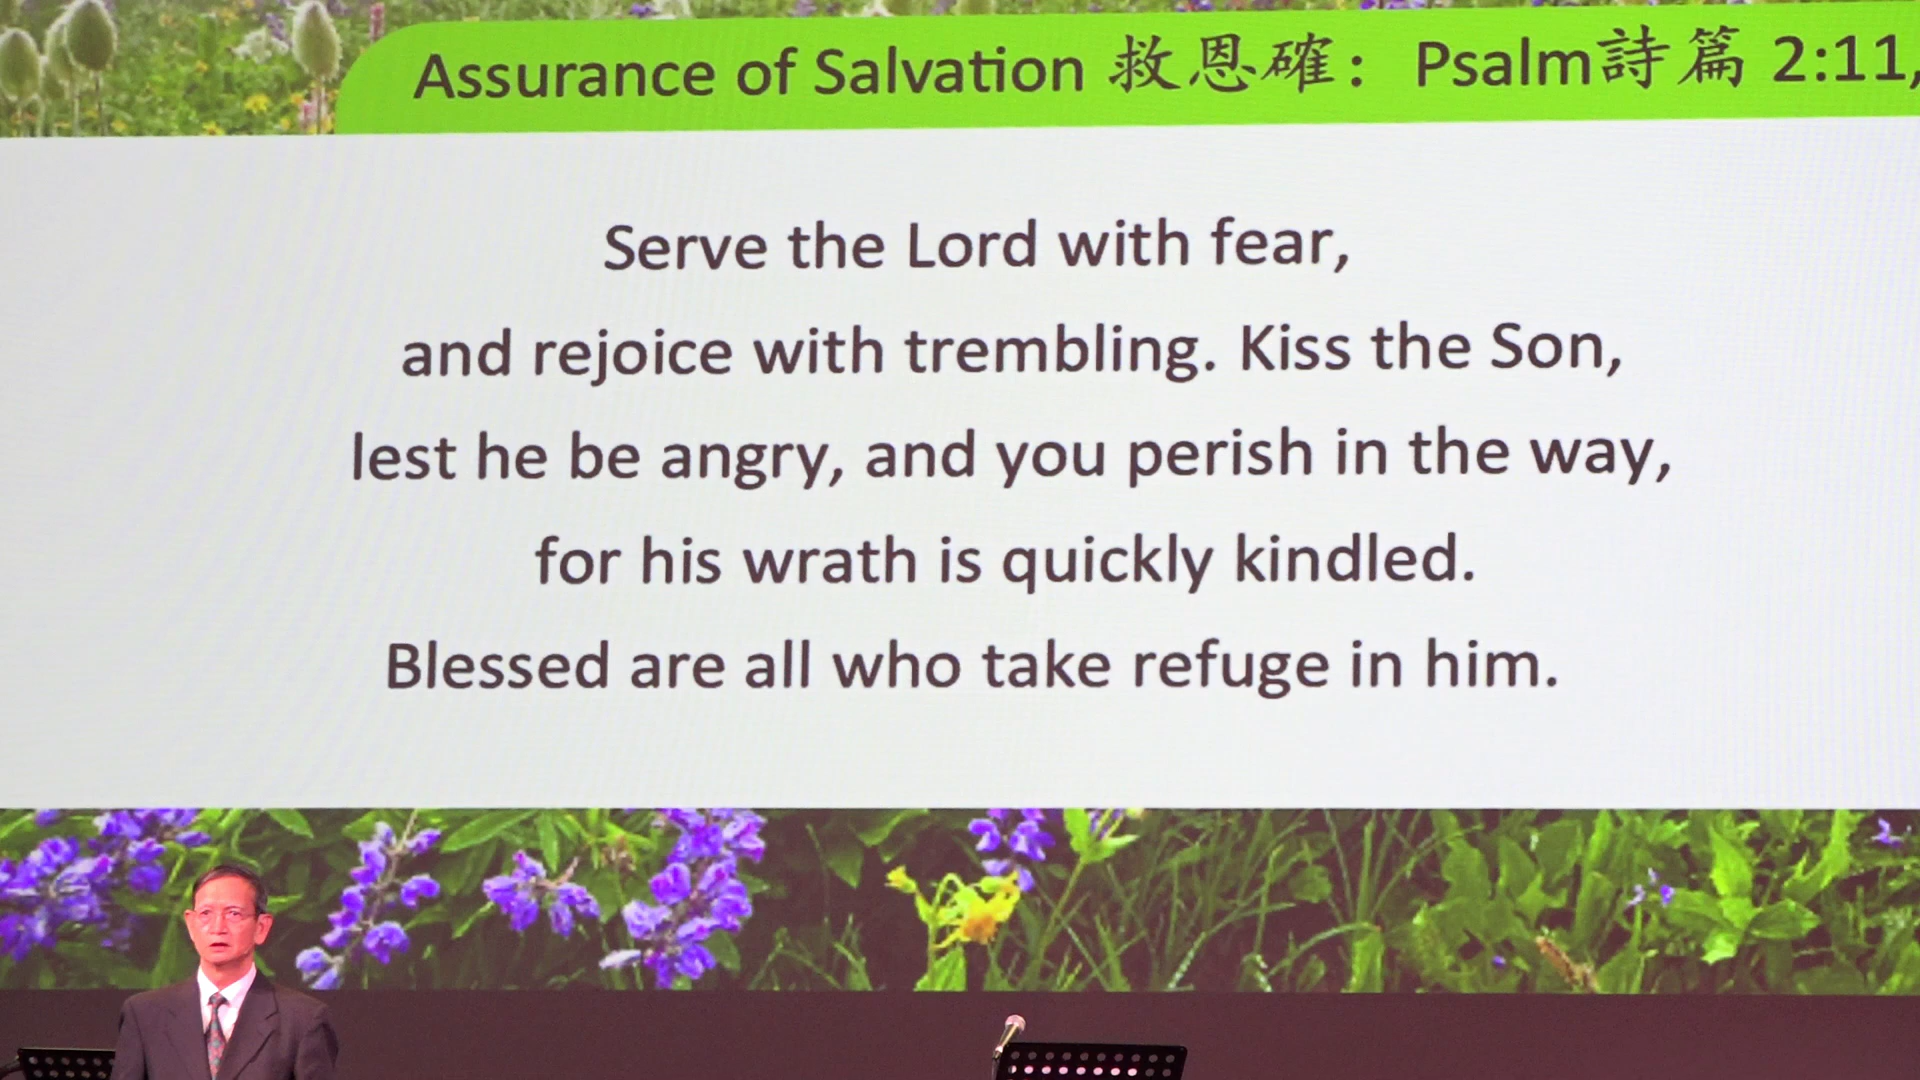 Assurance of Salvation 救恩確： Psalm詩篇 2:11,
Serve the Lord with fear,
and rejoice with trembling. Kiss the Son,
lest he be angry, and you perish in the way,
for his wrath is quickly kindled.
Blessed are all who take refuge in him.